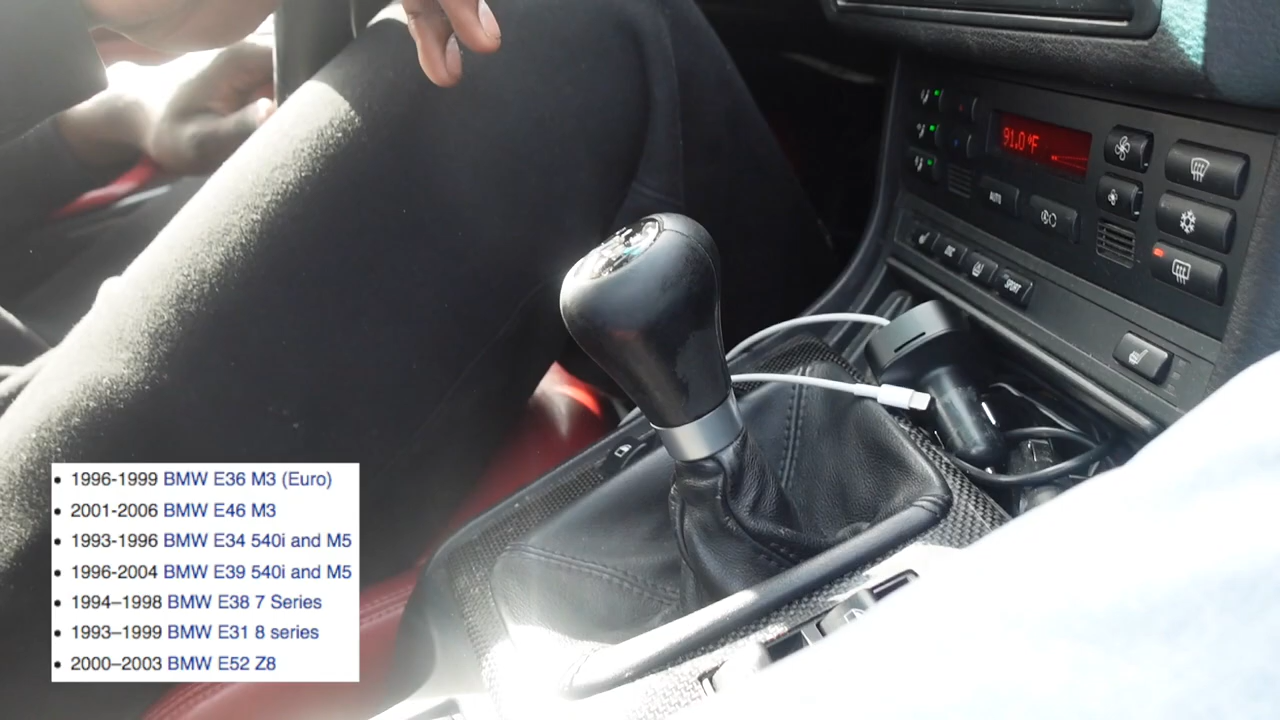 91.0°F
AUTO
SPORT
• 1996-1999 BMW E36 M3 (Euro)
• 2001-2006 BMW E46 M3
• 1993-1996 BMW E34 540i and M5
• 1996-2004 BMW E39 540i and M5
• 1994–1998 BMW E38 7 Series
• 1993–1999 BMW E31 8 series
• 2000–2003 BMW E52 Z8